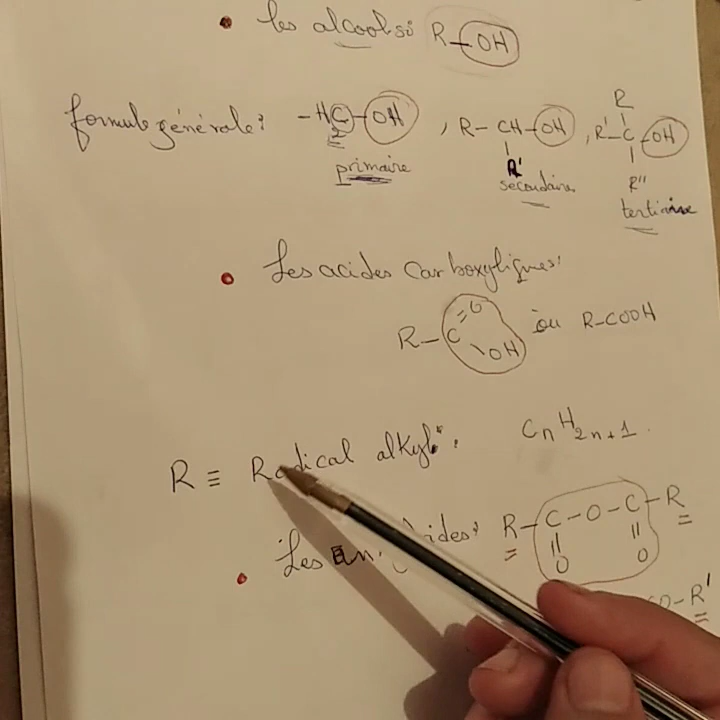 • Les alcools: R-OH
formule générale: -H2C-OH, R-CH-OH, R'-C-OH
R' R R''
primaire secondaire tertiaire
• Les acides carboxyliques:
R-C=O OH ou R-COOH
R ≡ Radical alkyl: CnH2n+1.
• Les R-C-O-C-R
O O
O-R'